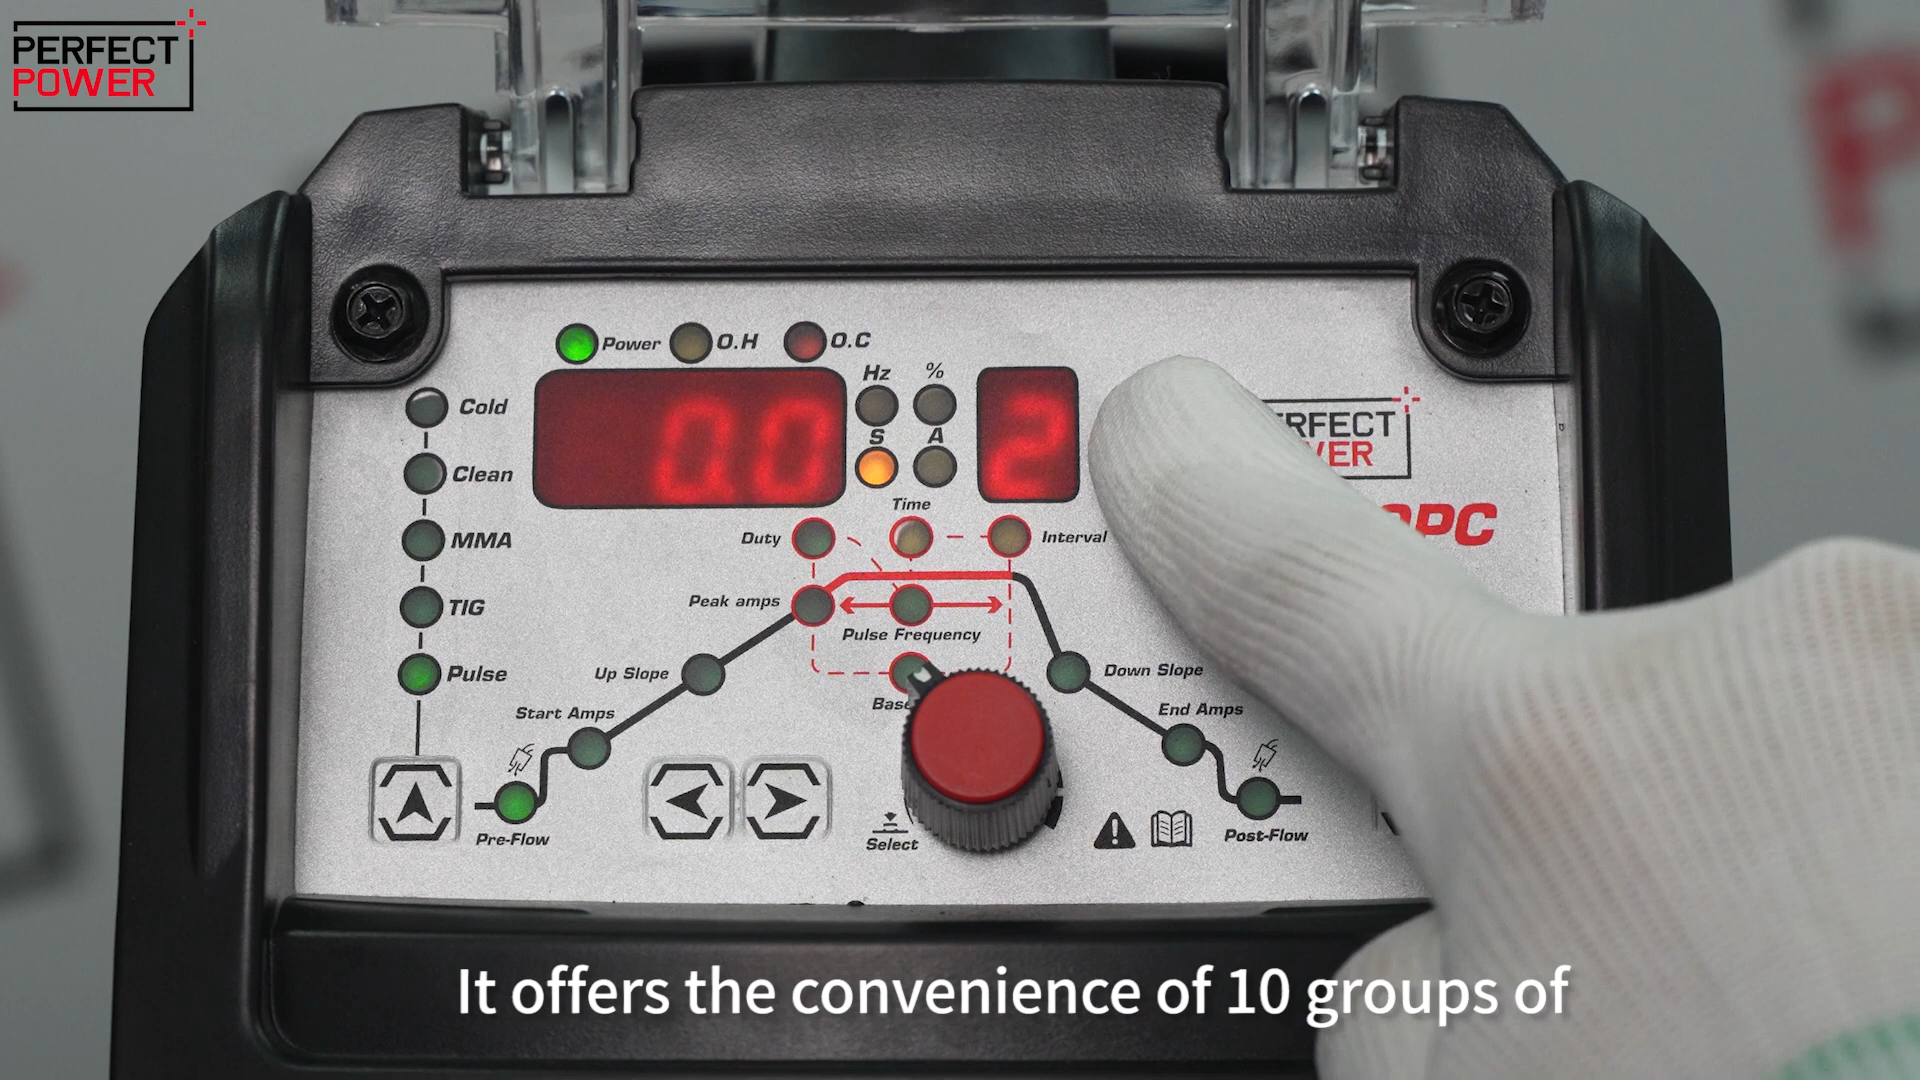 PERFECT
POWER
Power
O.H
O.C
Hz
%
Cold
0.0
2
S
A
Clean
Time
MMA
Duty
Interval
TIG
Peak amps
Pulse Frequency
Pulse
Up Slope
Down Slope
Start Amps
End Amps
Pre-Flow
Select
Post-Flow
It offers the convenience of 10 groups of